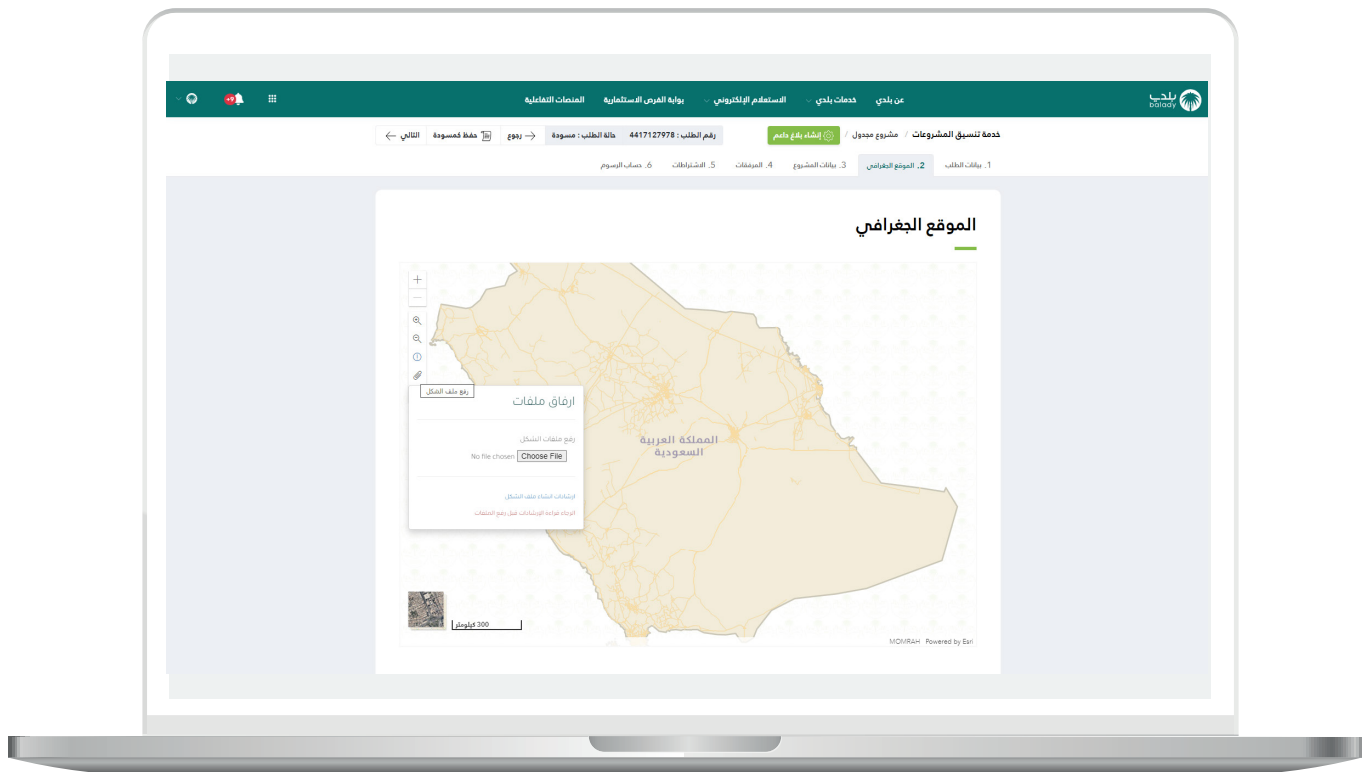 بلدي
balady
عن بلدي
خدمات بلدي
الاستعلام الإلكتروني
بوابة الفرص الاستثمارية
المنصات التفاعلية
+9
خدمة تنسيق المشروعات / مشروع مجدول /
إنشاء بلاغ داعم
رقم الطلب : 4417127978
حالة الطلب : مسودة
رجوع
حفظ كمسودة
التالي
1. بيانات الطلب
2. الموقع الجغرافي
3. بيانات المشروع
4. المرفقات
5. الاشتراطات
6. حساب الرسوم
الموقع الجغرافي
رفع ملف الشكل
ارفاق ملفات
رفع ملفات الشكل
Choose File No file chosen
ارشادات انشاء ملف الشكل
الرجاء قراءة الإرشادات قبل رفع الملفات
المملكة العربية
السعودية
300 كيلومتر
MOMRAH Powered by Esri